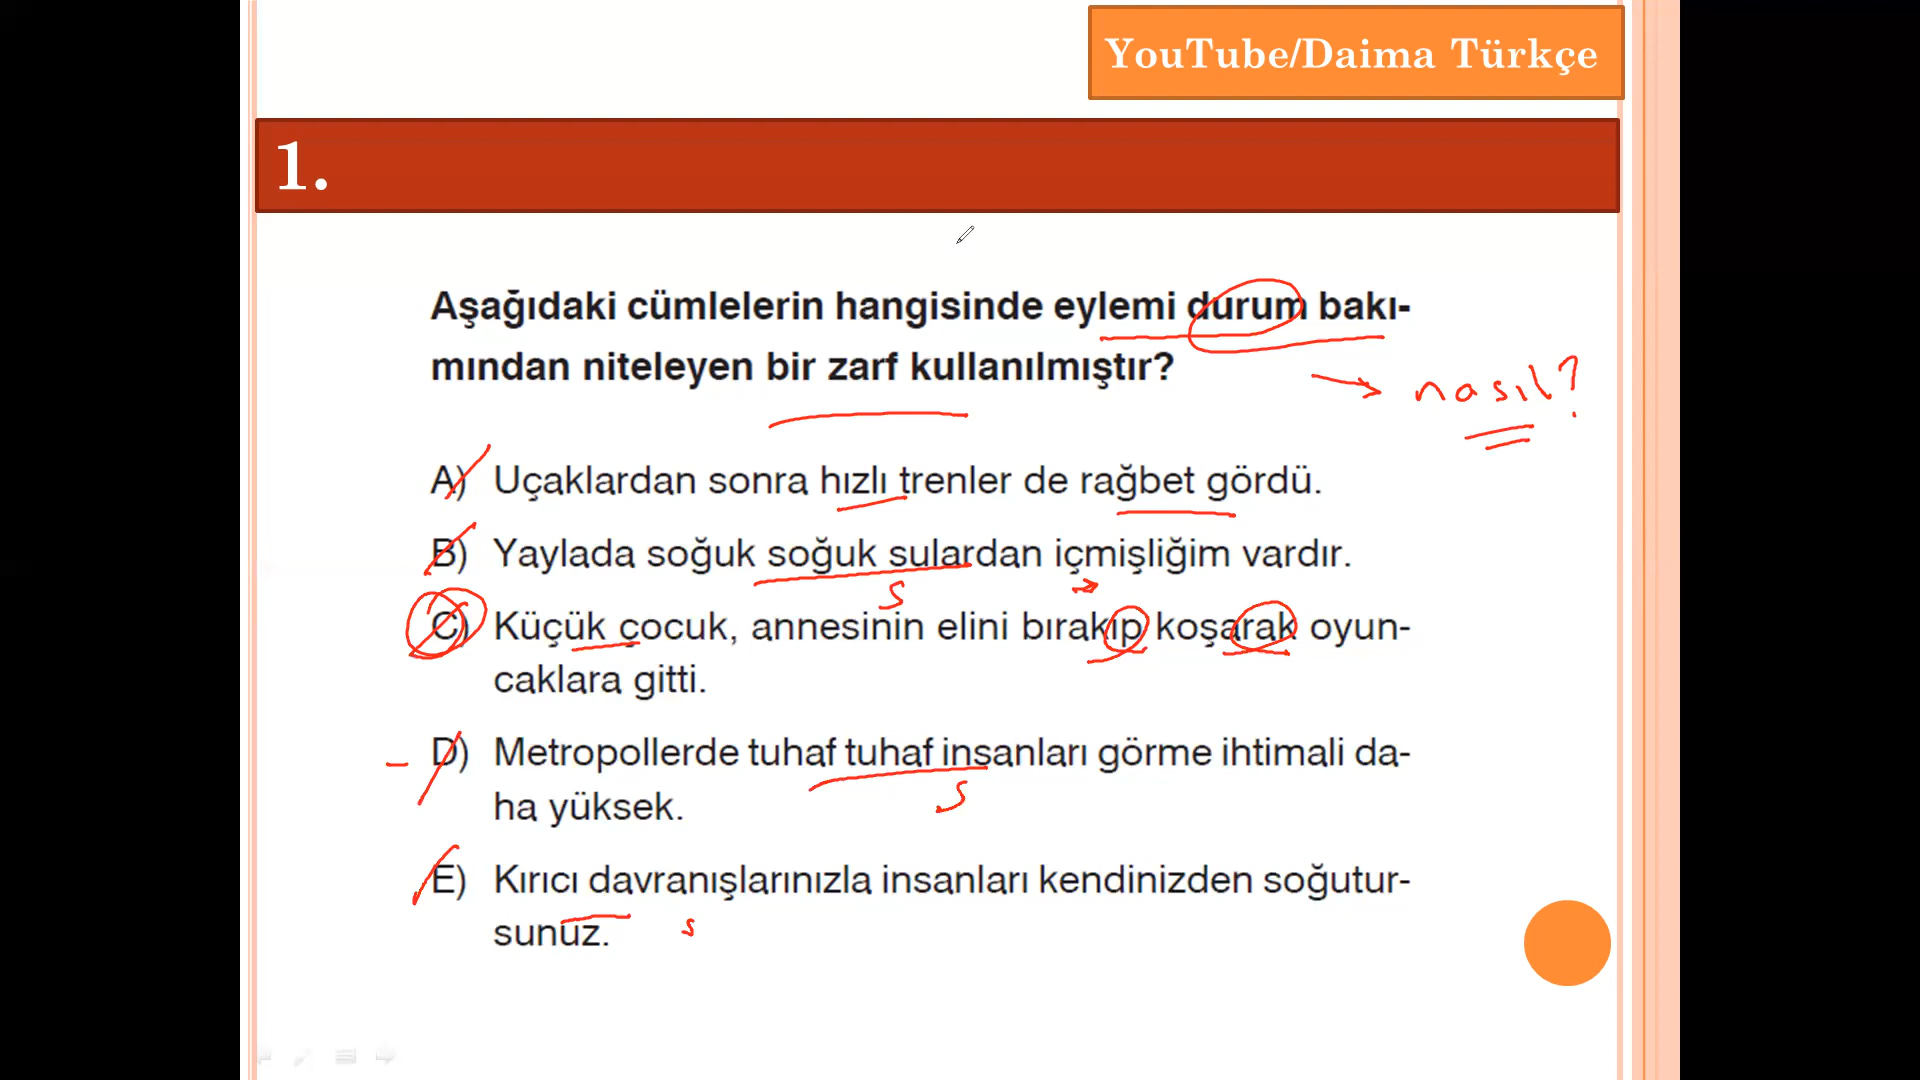 YouTube/Daima Türkçe
1.
Aşağıdaki cümlelerin hangisinde eylemi durum bakı-
mından niteleyen bir zarf kullanılmıştır?
→ nasıl?
A) Uçaklardan sonra hızlı trenler de rağbet gördü.
B) Yaylada soğuk soğuk sulardan içmişliğim vardır.
s
C) Küçük çocuk, annesinin elini bırakıp koşarak oyun-
caklara gitti.
D) Metropollerde tuhaf tuhaf insanları görme ihtimali da-
ha yüksek.
s
E) Kırıcı davranışlarınızla insanları kendinizden soğutur-
sunuz.
s